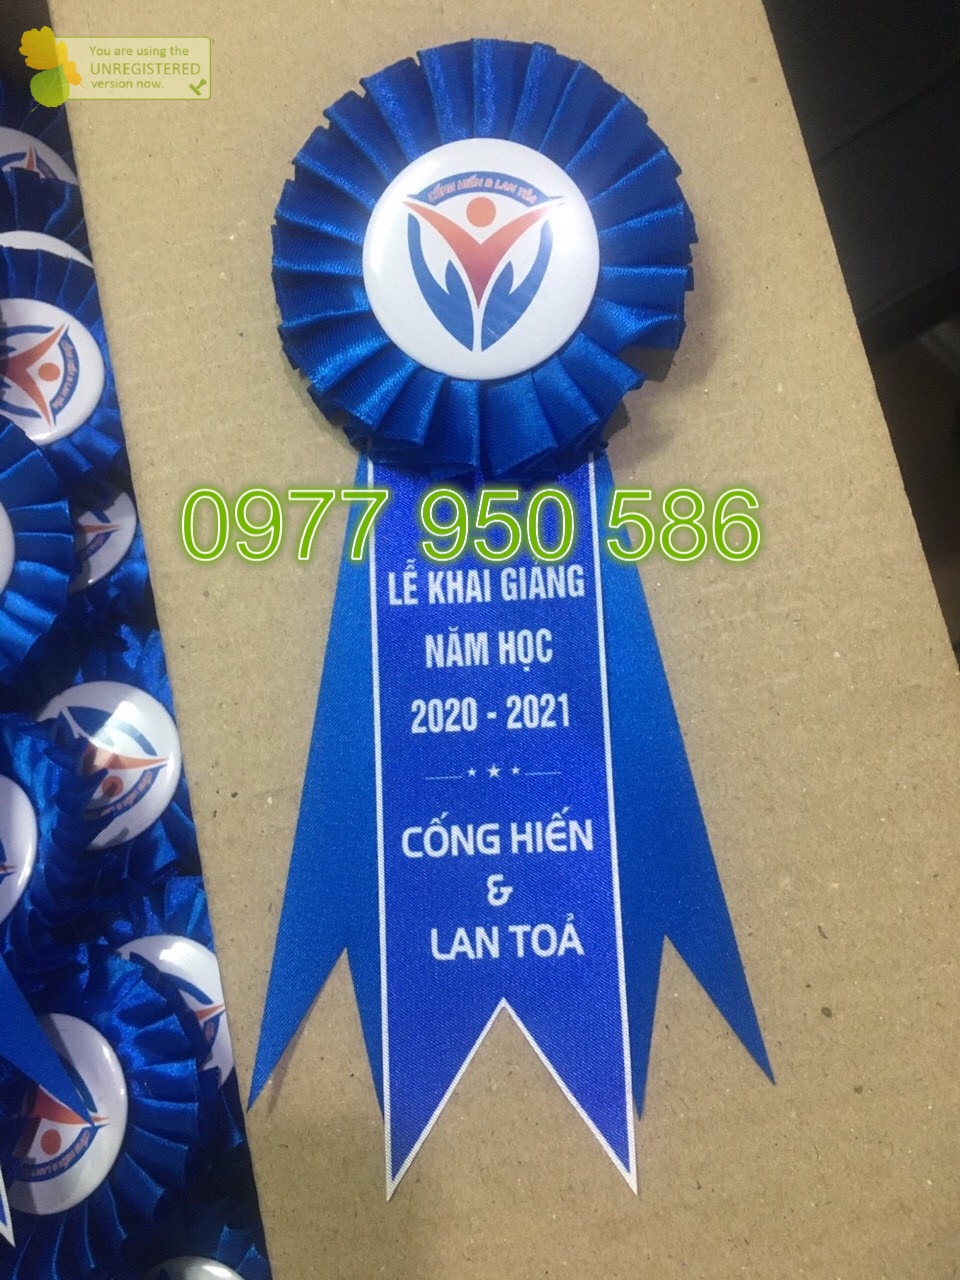 You are using the
UNREGISTERED
version now.
CỐNG HIẾN & LAN TỎA
0977 950 586
LỄ KHAI GIẢNG
NĂM HỌC
2020 - 2021
CỐNG HIẾN
&
LAN TOẢ